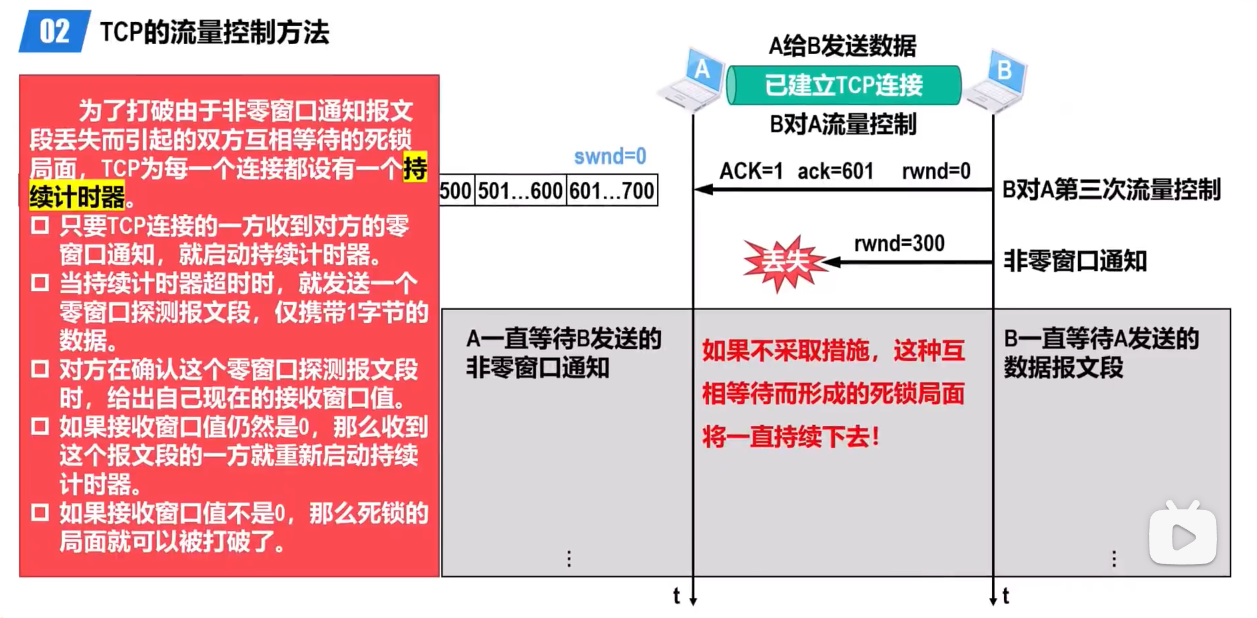 02 TCP的流量控制方法
为了打破由于非零窗口通知报文
段丢失而引起的双方互相等待的死锁
局面，TCP为每一个连接都设有一个持
续计时器。
只要TCP连接的一方收到对方的零
窗口通知，就启动持续计时器。
当持续计时器超时时，就发送一个
零窗口探测报文段，仅携带1字节的
数据。
对方在确认这个零窗口探测报文段
时，给出自己现在的接收窗口值。
如果接收窗口值仍然是0，那么收到
这个报文段的一方就重新启动持续
计时器。
如果接收窗口值不是0，那么死锁的
局面就可以被打破了。
swnd=0
500 501…600 601…700
A给B发送数据
A
已建立TCP连接
B
B对A流量控制
ACK=1 ack=601 rwnd=0
B对A第三次流量控制
rwnd=300
丢失
非零窗口通知
A一直等待B发送的
非零窗口通知
如果不采取措施，这种互
相等待而形成的死锁局面
将一直持续下去！
B一直等待A发送的
数据报文段
⋮
⋮
t
t